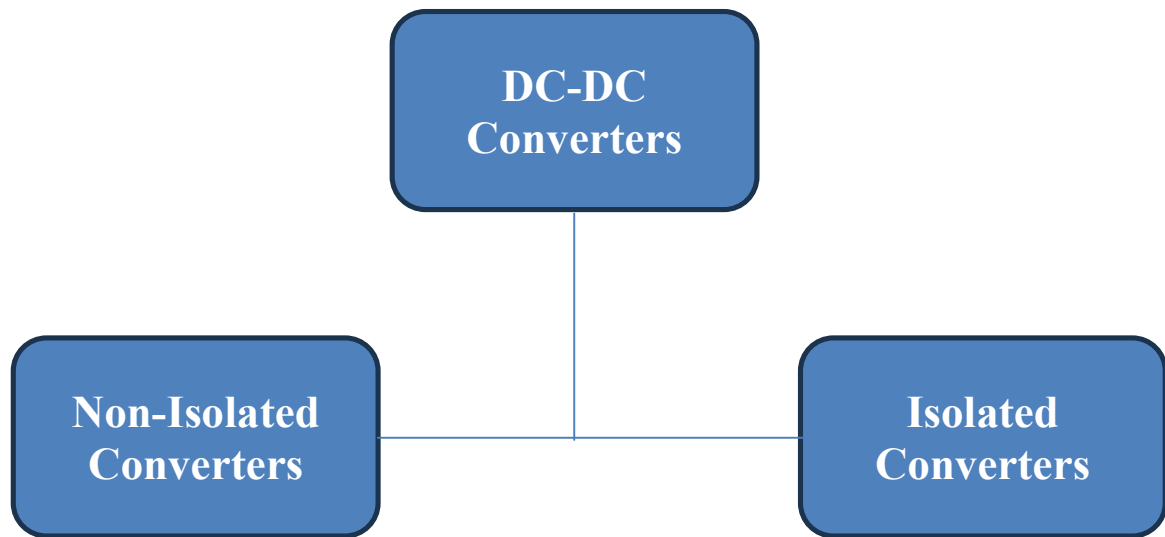 DC-DC
Converters
Non-Isolated
Converters
Isolated
Converters